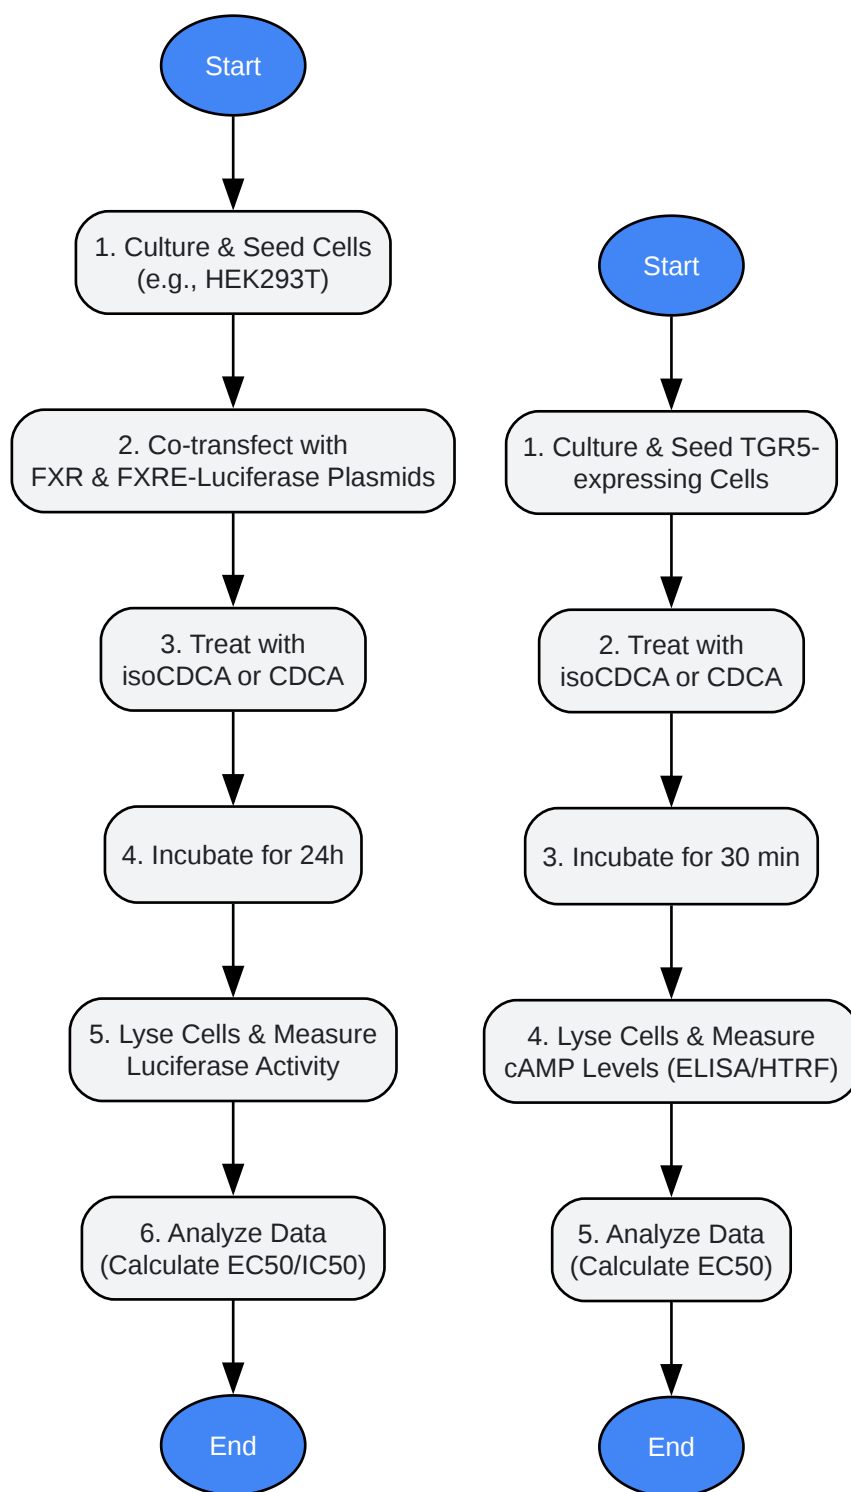 Start
1. Culture & Seed Cells
(e.g., HEK293T)
2. Co-transfect with
FXR & FXRE-Luciferase Plasmids
3. Treat with
isoCDCA or CDCA
4. Incubate for 24h
5. Lyse Cells & Measure
Luciferase Activity
6. Analyze Data
(Calculate EC50/IC50)
End
Start
1. Culture & Seed TGR5-
expressing Cells
2. Treat with
isoCDCA or CDCA
3. Incubate for 30 min
4. Lyse Cells & Measure
cAMP Levels (ELISA/HTRF)
5. Analyze Data
(Calculate EC50)
End